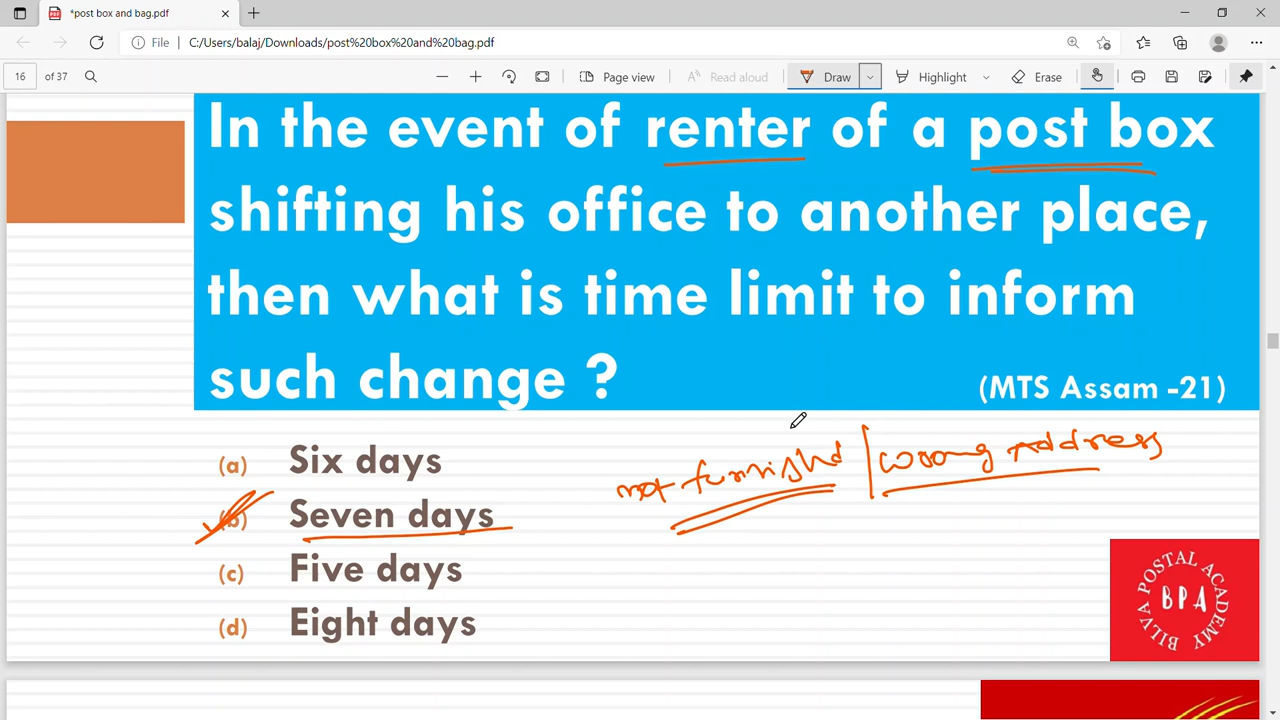 *post box and bag.pdf
File
C:/Users/balaj/Downloads/post%20box%20and%20bag.pdf
16 of 37
Page view
Read aloud
Draw
Highlight
Erase
In the event of renter of a post box
shifting his office to another place,
then what is time limit to inform
such change ?
(MTS Assam -21)
(a) Six days
not furnished | wrong Address
(b) Seven days
(c) Five days
(d) Eight days
BILVA POSTAL ACADEMY
BPA